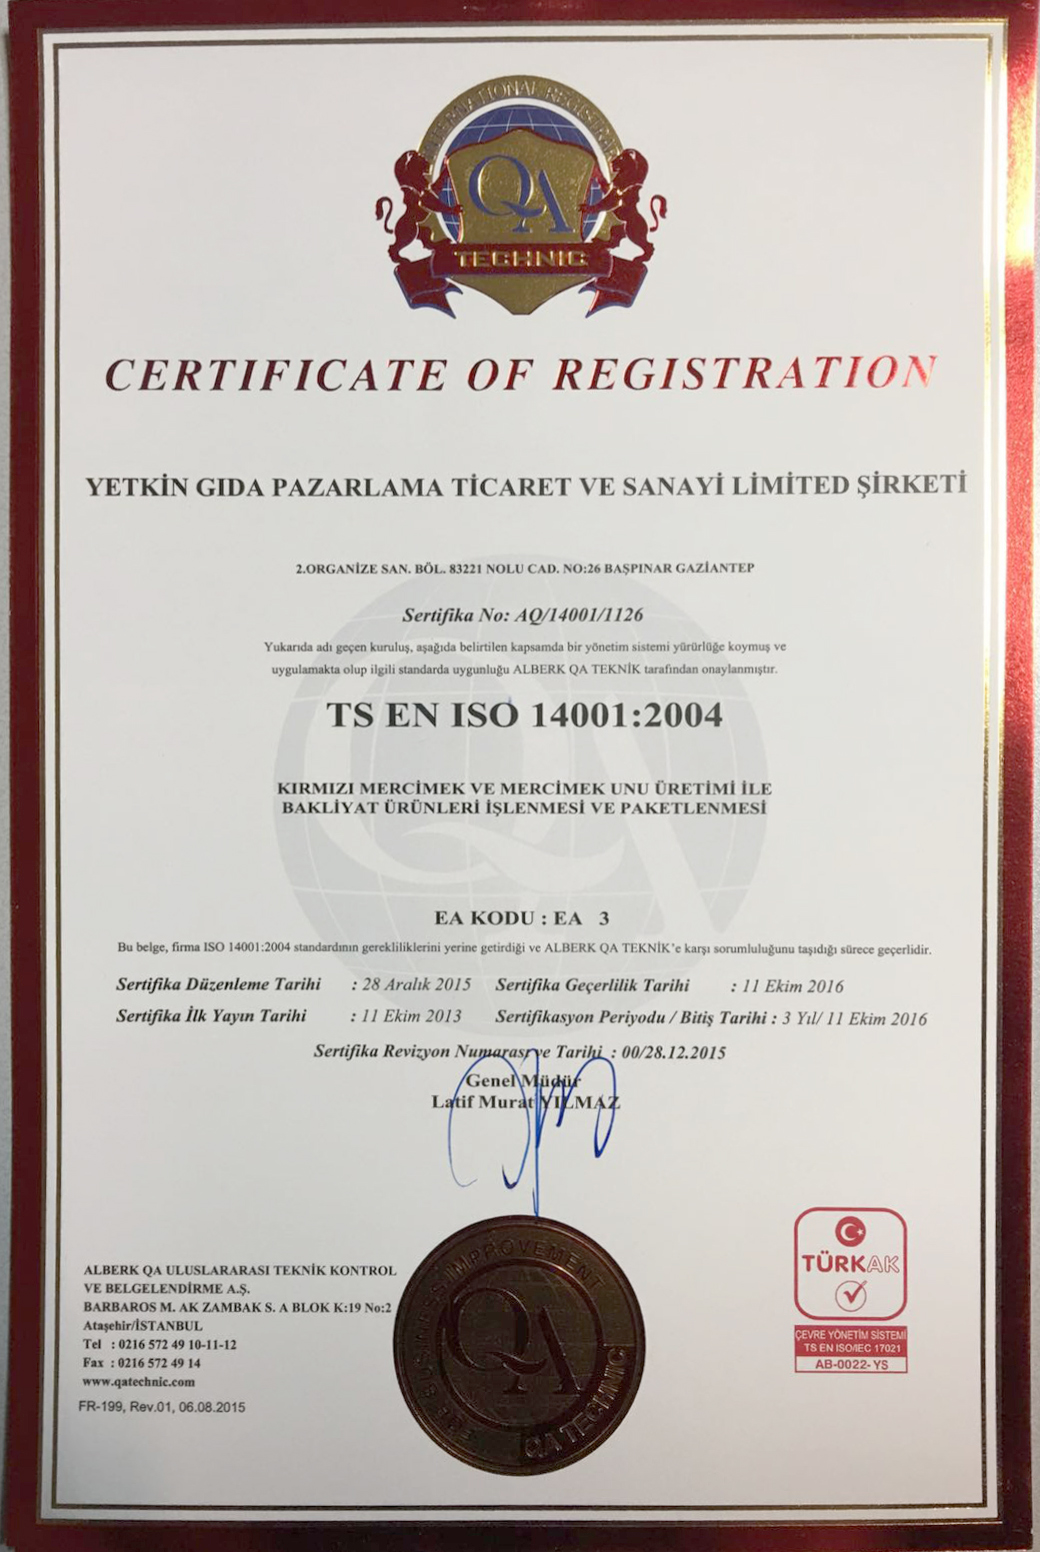 INTERNATIONAL REGISTRAR
QA
TECHNIC
CERTIFICATE OF REGISTRATION
YETKİN GIDA PAZARLAMA TİCARET VE SANAYİ LİMİTED ŞİRKETİ
2.ORGANİZE SAN. BÖL. 83221 NOLU CAD. NO:26 BAŞPINAR GAZİANTEP
Sertifika No: AQ/14001/1126
Yukarıda adı geçen kuruluş, aşağıda belirtilen kapsamda bir yönetim sistemi yürürlüğe koymuş ve
uygulamakta olup ilgili standarda uygunluğu ALBERK QA TEKNİK tarafından onaylanmıştır.
TS EN ISO 14001:2004
KIRMIZI MERCİMEK VE MERCİMEK UNU ÜRETİMİ İLE
BAKLİYAT ÜRÜNLERİ İŞLENMESİ VE PAKETLENMESİ
EA KODU : EA 3
Bu belge, firma ISO 14001:2004 standardının gerekliliklerini yerine getirdiği ve ALBERK QA TEKNİK'e karşı sorumluluğunu taşıdığı sürece geçerlidir.
Sertifika Düzenleme Tarihi : 28 Aralık 2015 Sertifika Geçerlilik Tarihi : 11 Ekim 2016
Sertifika İlk Yayın Tarihi : 11 Ekim 2013 Sertifikasyon Periyodu / Bitiş Tarihi : 3 Yıl/ 11 Ekim 2016
Sertifika Revizyon Numarası ve Tarihi : 00/28.12.2015
Genel Müdür
Latif Murat YILMAZ
ALBERK QA ULUSLARARASI TEKNİK KONTROL
VE BELGELENDİRME A.Ş.
BARBAROS M. AK ZAMBAK S. A BLOK K:19 No:2
Ataşehir/İSTANBUL
Tel : 0216 572 49 10-11-12
Fax : 0216 572 49 14
www.qatechnic.com
FR-199, Rev.01, 06.08.2015
BUSINESS IMPROVEMENT
QA
QA TECHNIC
TÜRKAK
ÇEVRE YÖNETİM SİSTEMİ
TS EN ISO/IEC 17021
AB-0022-YS